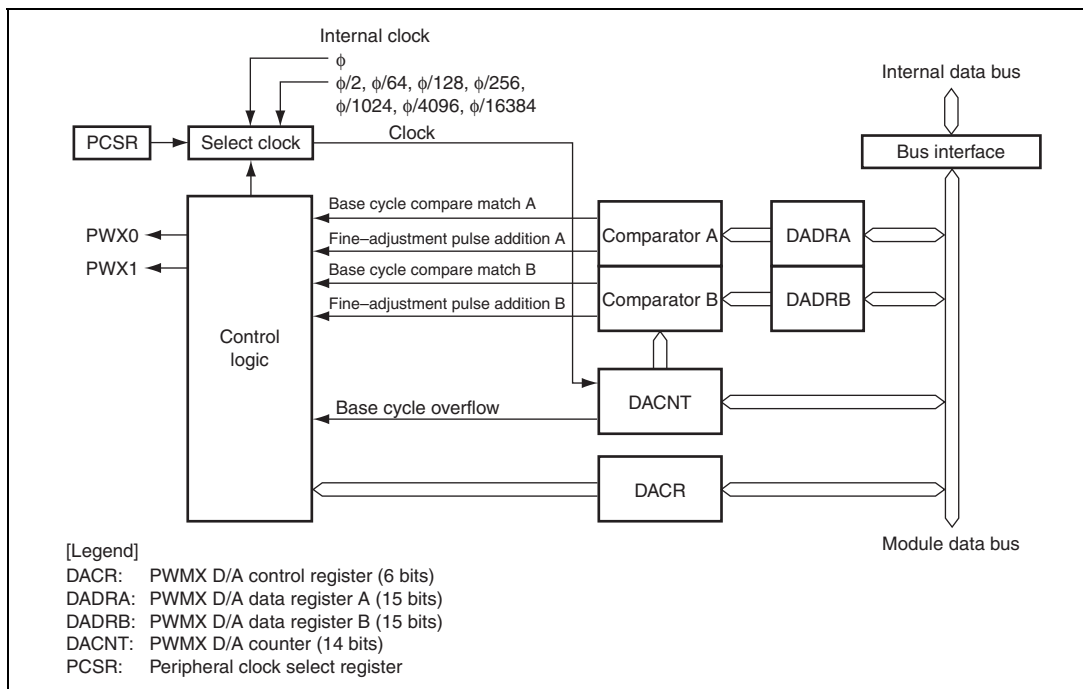 Internal clock
ϕ
ϕ/2, ϕ/64, ϕ/128, ϕ/256,
ϕ/1024, ϕ/4096, ϕ/16384
Internal data bus
PCSR
Select clock
Clock
Bus interface
Base cycle compare match A
Fine–adjustment pulse addition A
Base cycle compare match B
Fine–adjustment pulse addition B
PWX0
PWX1
Comparator A
DADRA
Comparator B
DADRB
Control
logic
DACNT
Base cycle overflow
DACR
Module data bus
[Legend]
DACR: PWMX D/A control register (6 bits)
DADRA: PWMX D/A data register A (15 bits)
DADRB: PWMX D/A data register B (15 bits)
DACNT: PWMX D/A counter (14 bits)
PCSR: Peripheral clock select register